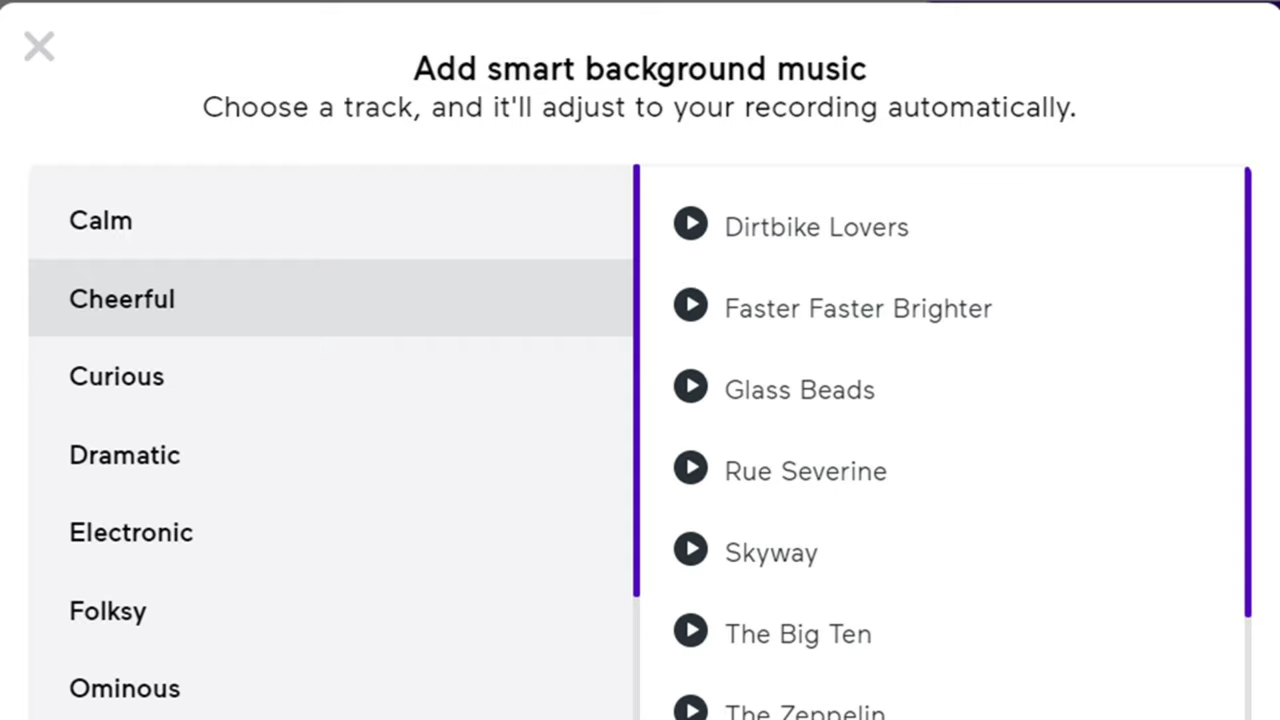 Add smart background music
Choose a track, and it'll adjust to your recording automatically.
Calm
Cheerful
Curious
Dramatic
Electronic
Folksy
Ominous
Dirtbike Lovers
Faster Faster Brighter
Glass Beads
Rue Severine
Skyway
The Big Ten
The Zeppelin